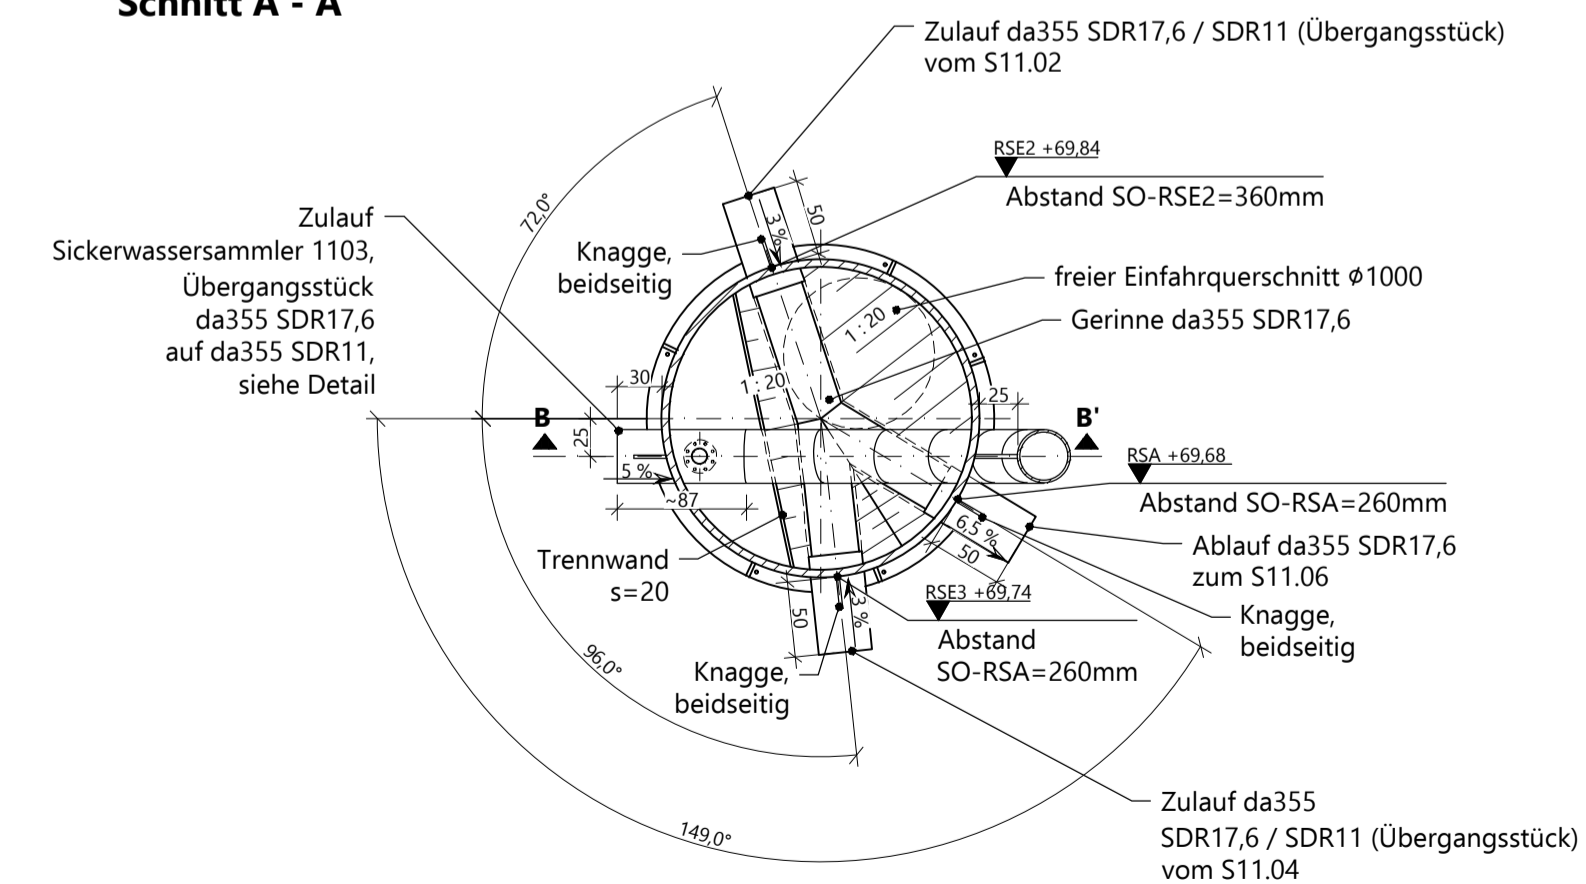 Schnitt A - A
Zulauf da355 SDR17,6 / SDR11 (Übergangsstück)
vom S11.02
RSE2 +69,84
Abstand SO-RSE2=360mm
72,0°
50
3 %
Zulauf
Sickerwassersammler 1103,
Übergangsstück
da355 SDR17,6
auf da355 SDR11,
siehe Detail
Knagge,
beidseitig
freier Einfahrquerschnitt ϕ1000
Gerinne da355 SDR17,6
1:20
1:20
30
25
B
B'
25
RSA +69,68
Abstand SO-RSA=260mm
5 %
~87
6,5 %
50
Ablauf da355 SDR17,6
zum S11.06
Trennwand
s=20
RSE3 +69,74
Abstand
SO-RSA=260mm
Knagge,
beidseitig
50
3 %
Knagge,
beidseitig
96,0°
149,0°
Zulauf da355
SDR17,6 / SDR11 (Übergangsstück)
vom S11.04